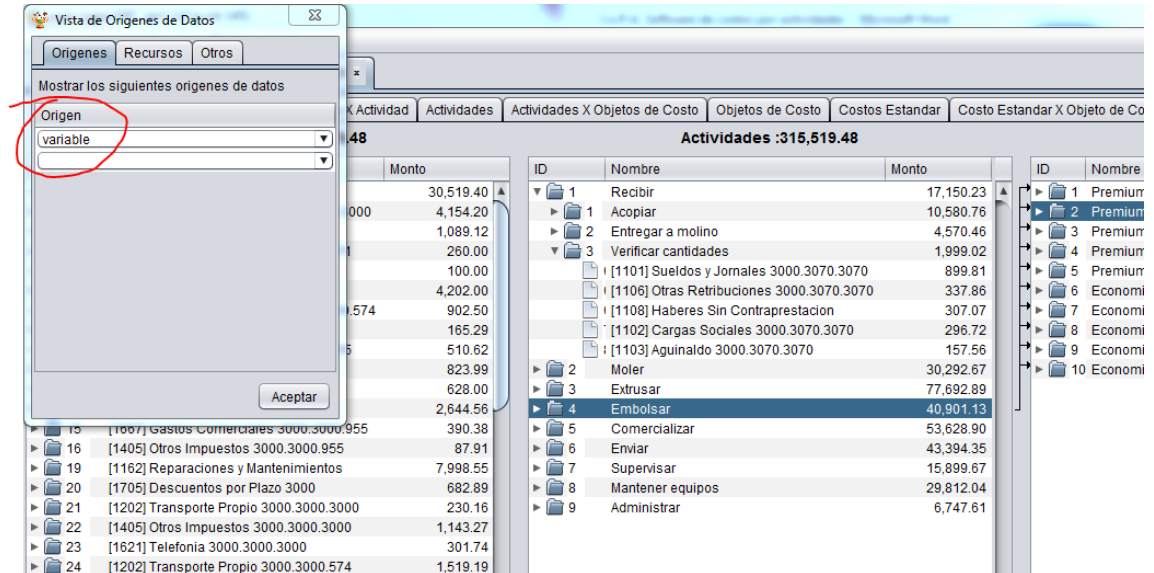 Vista de Origenes de Datos
Origenes Recursos Otros
Mostrar los siguientes origenes de datos
Origen
variable
Aceptar
X Actividad Actividades Actividades X Objetos de Costo Objetos de Costo Costos Estandar Costo Estandar X Objeto de Co
.48
Monto
30,519.40
000 4,154.20
1,089.12
260.00
100.00
4,202.00
.574 902.50
165.29
510.62
823.99
628.00
2,644.56
15 [1667] Gastos Comerciales 3000.3000.955 390.38
16 [1405] Otros Impuestos 3000.3000.955 87.91
19 [1162] Reparaciones y Mantenimientos 7,998.55
20 [1705] Descuentos por Plazo 3000 682.89
21 [1202] Transporte Propio 3000.3000.3000 230.16
22 [1405] Otros Impuestos 3000.3000.3000 1,143.27
23 [1621] Telefonia 3000.3000.3000 301.74
24 [1202] Transporte Propio 3000.3000.574 1,519.19
Actividades :315,519.48
ID Nombre Monto
1 Recibir 17,150.23
1 Acopiar 10,580.76
2 Entregar a molino 4,570.46
3 Verificar cantidades 1,999.02
[1101] Sueldos y Jornales 3000.3070.3070 899.81
[1106] Otras Retribuciones 3000.3070.3070 337.86
[1108] Haberes Sin Contraprestacion 307.07
[1102] Cargas Sociales 3000.3070.3070 296.72
[1103] Aguinaldo 3000.3070.3070 157.56
2 Moler 30,292.67
3 Extrusar 77,692.89
4 Embolsar 40,901.13
5 Comercializar 53,628.90
6 Enviar 43,394.35
7 Supervisar 15,899.67
8 Mantener equipos 29,812.04
9 Administrar 6,747.61
ID Nombre
1 Premium
2 Premium
3 Premium
4 Premium
5 Premium
6 Economi
7 Economi
8 Economi
9 Economi
10 Economi